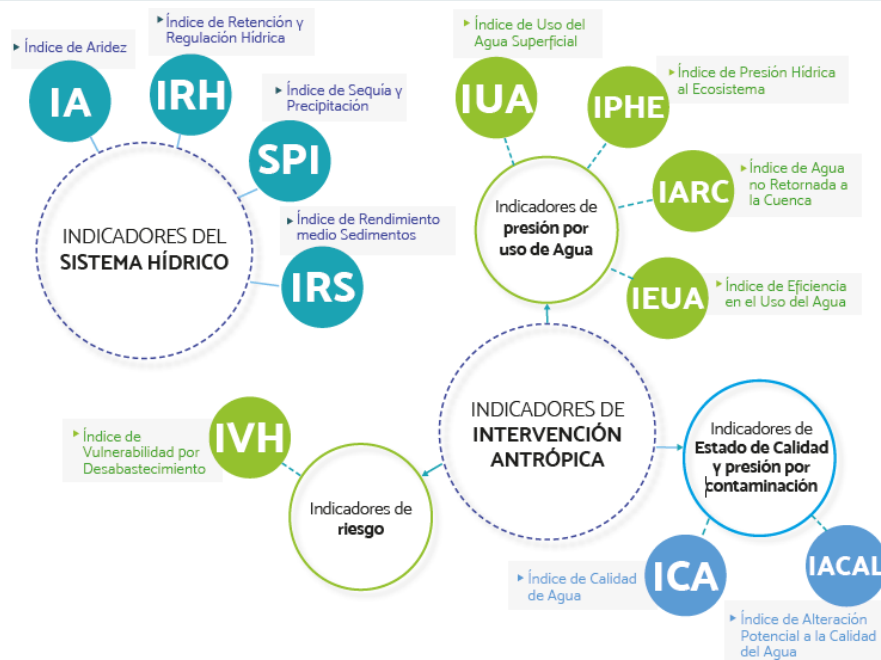 Índice de Aridez
IA
Índice de Retención y
Regulación Hídrica
IRH
Índice de Sequía y
Precipitación
SPI
Índice de Rendimiento
medio Sedimentos
IRS
INDICADORES DEL
SISTEMA HÍDRICO
Índice de Uso del
Agua Superficial
IUA
IPHE
Índice de Presión Hídrica
al Ecosistema
IARC
Índice de Agua
no Retornada a
la Cuenca
Indicadores de
presión por
uso de Agua
IEUA
Índice de Eficiencia
en el Uso del Agua
INDICADORES DE
INTERVENCIÓN
ANTRÓPICA
Índice de
Vulnerabilidad por
Desabastecimiento
IVH
Indicadores de
riesgo
Indicadores de
Estado de Calidad
y presión por
contaminación
Índice de Calidad
de Agua
ICA
IACAL
Índice de Alteración
Potencial a la Calidad
del Agua